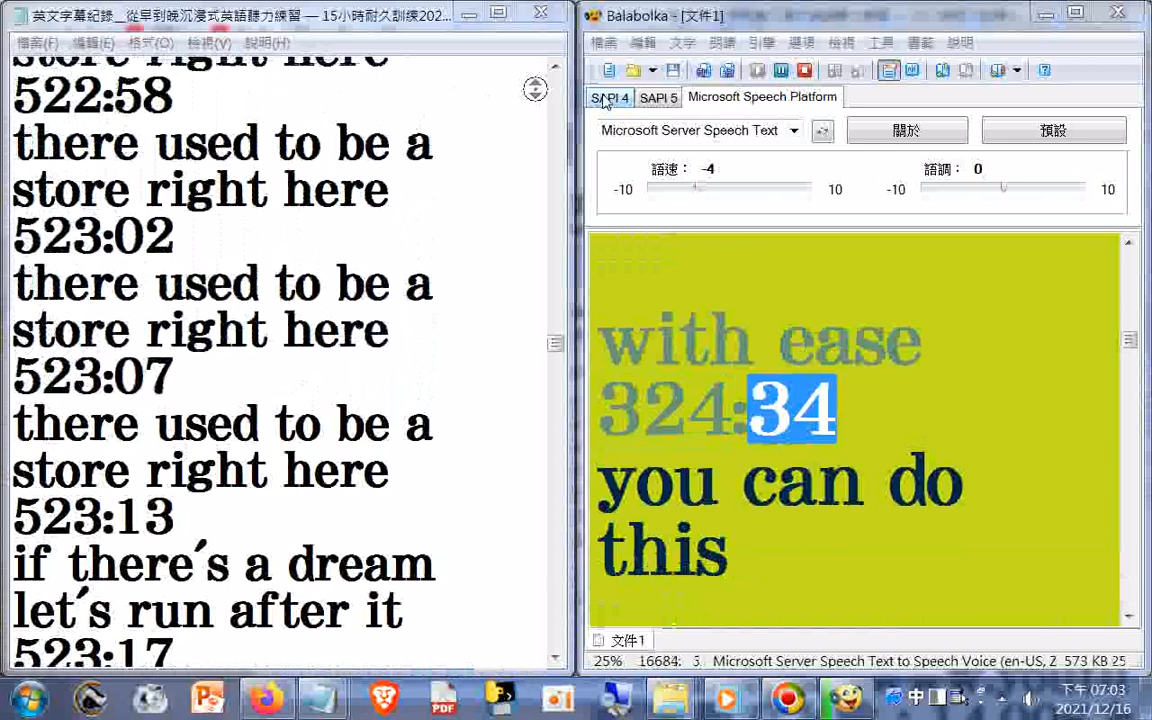 英文字幕紀錄__從早到晚沉浸式英語聽力練習 — 15小時耐久訓練202...
檔案(F) 編輯(E) 格式(O) 檢視(V) 說明(H)
store right here
522:58
there used to be a
store right here
523:02
there used to be a
store right here
523:07
there used to be a
store right here
523:13
if there's a dream
let's run after it
523:17
Balabolka - [文件1]
檔案 編輯 文字 朗讀 引擎 選項 檢視 工具 書籤 說明
SAPI 4 SAPI 5 Microsoft Speech Platform
Microsoft Server Speech Text 關於 預設
語速： -4 語調： 0
-10 10 -10 10
with ease
324:34
you can do
this
文件1
25% 16684: Microsoft Server Speech Text to Speech Voice (en-US, Z 573 KB 25
中 下午 07:03
2021/12/16